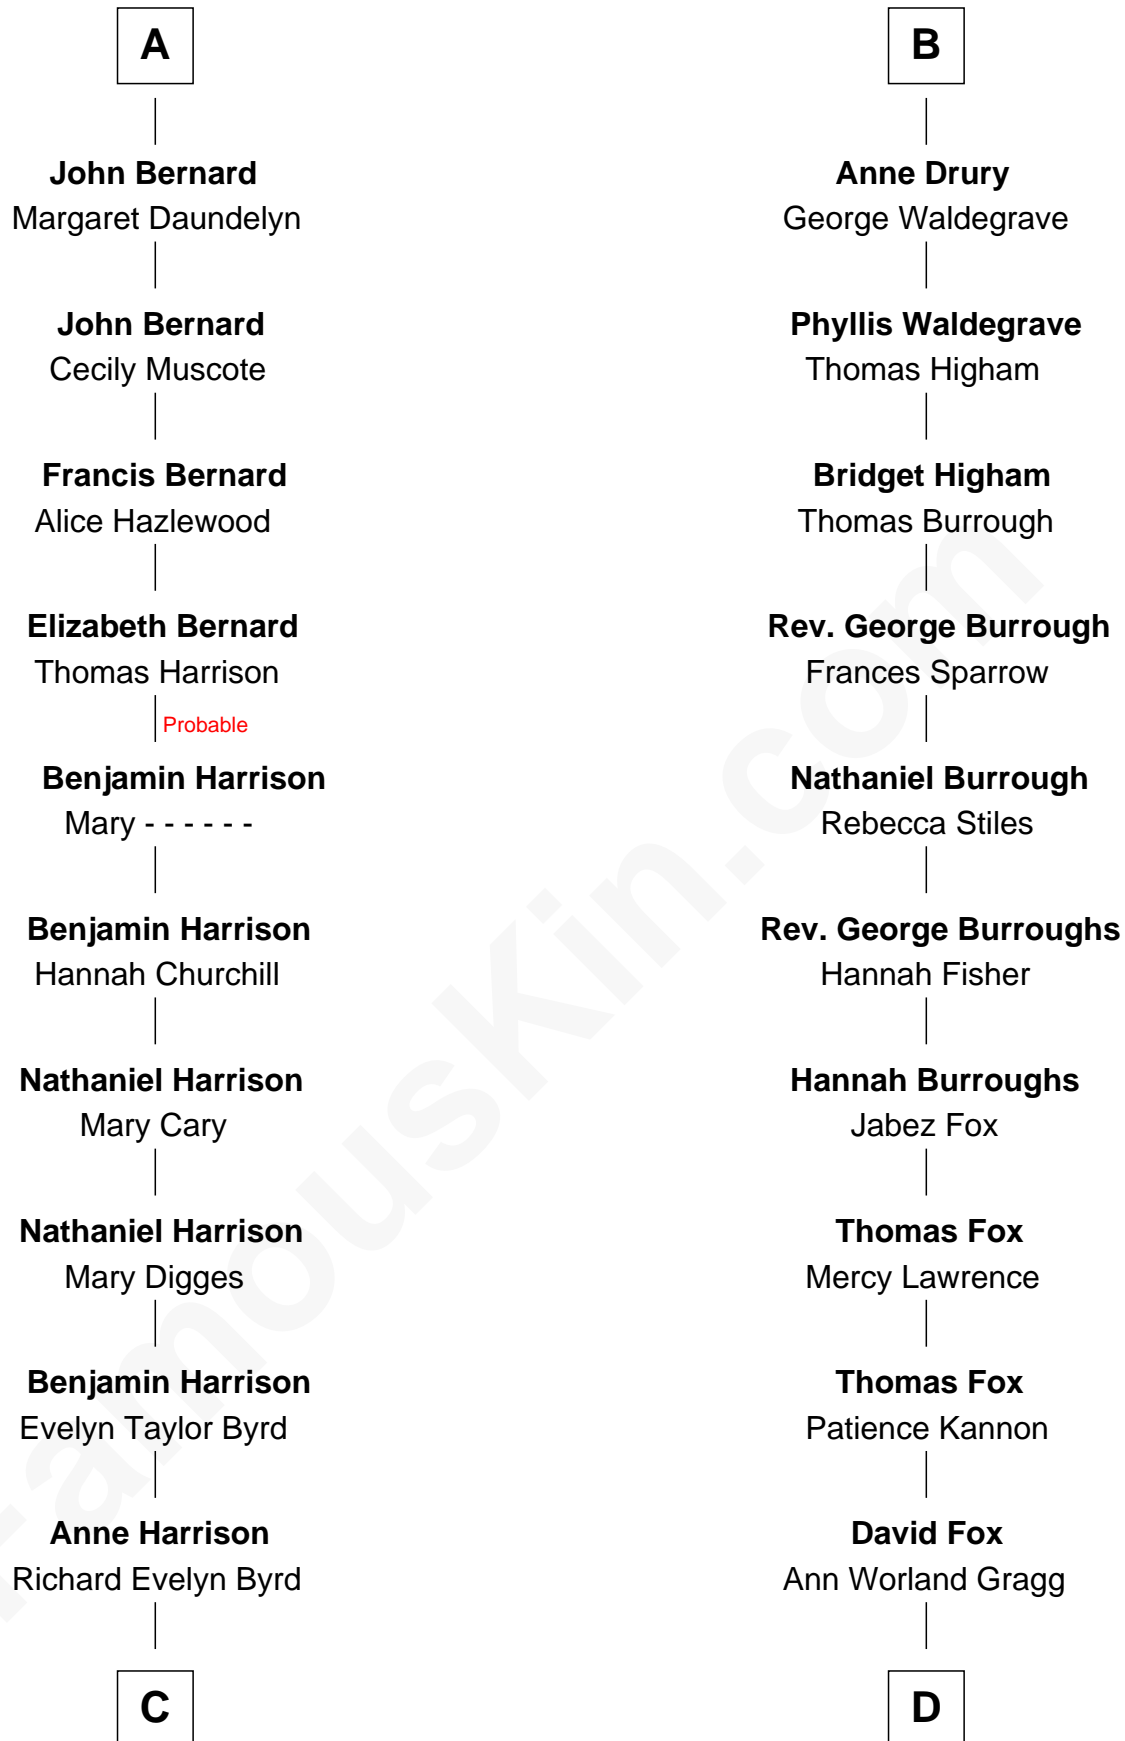 A
John Bernard
Margaret Daundelyn
John Bernard
Cecily Muscote
Francis Bernard
Alice Hazlewood
Elizabeth Bernard
Thomas Harrison
Probable
Benjamin Harrison
Mary - - - - - -
Benjamin Harrison
Hannah Churchill
Nathaniel Harrison
Mary Cary
Nathaniel Harrison
Mary Digges
Benjamin Harrison
Evelyn Taylor Byrd
Anne Harrison
Richard Evelyn Byrd
C
B
Anne Drury
George Waldegrave
Phyllis Waldegrave
Thomas Higham
Bridget Higham
Thomas Burrough
Rev. George Burrough
Frances Sparrow
Nathaniel Burrough
Rebecca Stiles
Rev. George Burroughs
Hannah Fisher
Hannah Burroughs
Jabez Fox
Thomas Fox
Mercy Lawrence
Thomas Fox
Patience Kannon
David Fox
Ann Worland Gragg
D
FamousKin.com